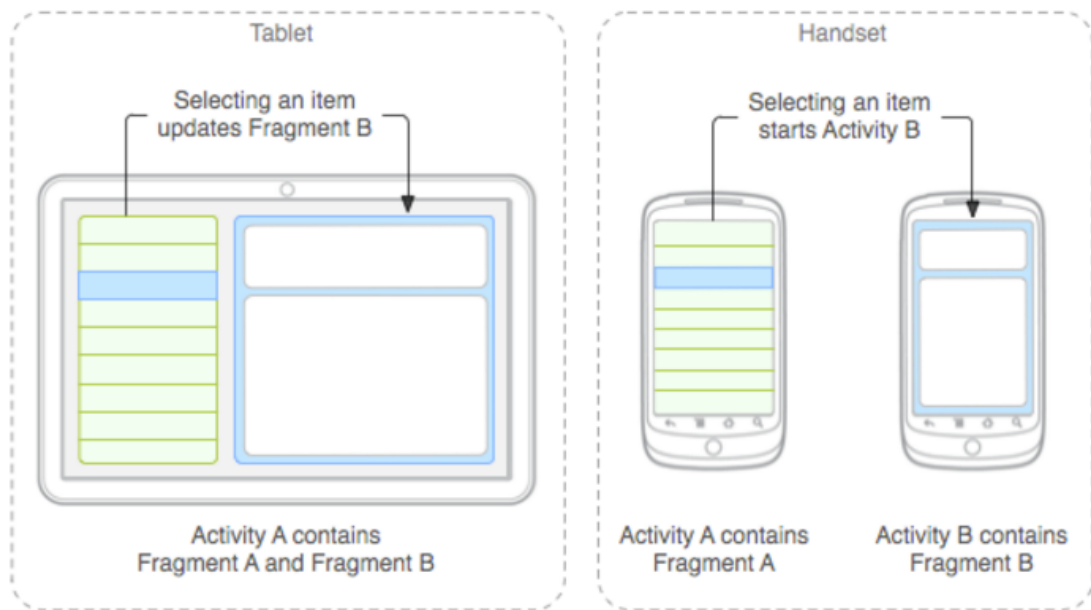 Tablet
Selecting an item
updates Fragment B
Activity A contains
Fragment A and Fragment B
Handset
Selecting an item
starts Activity B
Activity A contains
Fragment A
Activity B contains
Fragment B